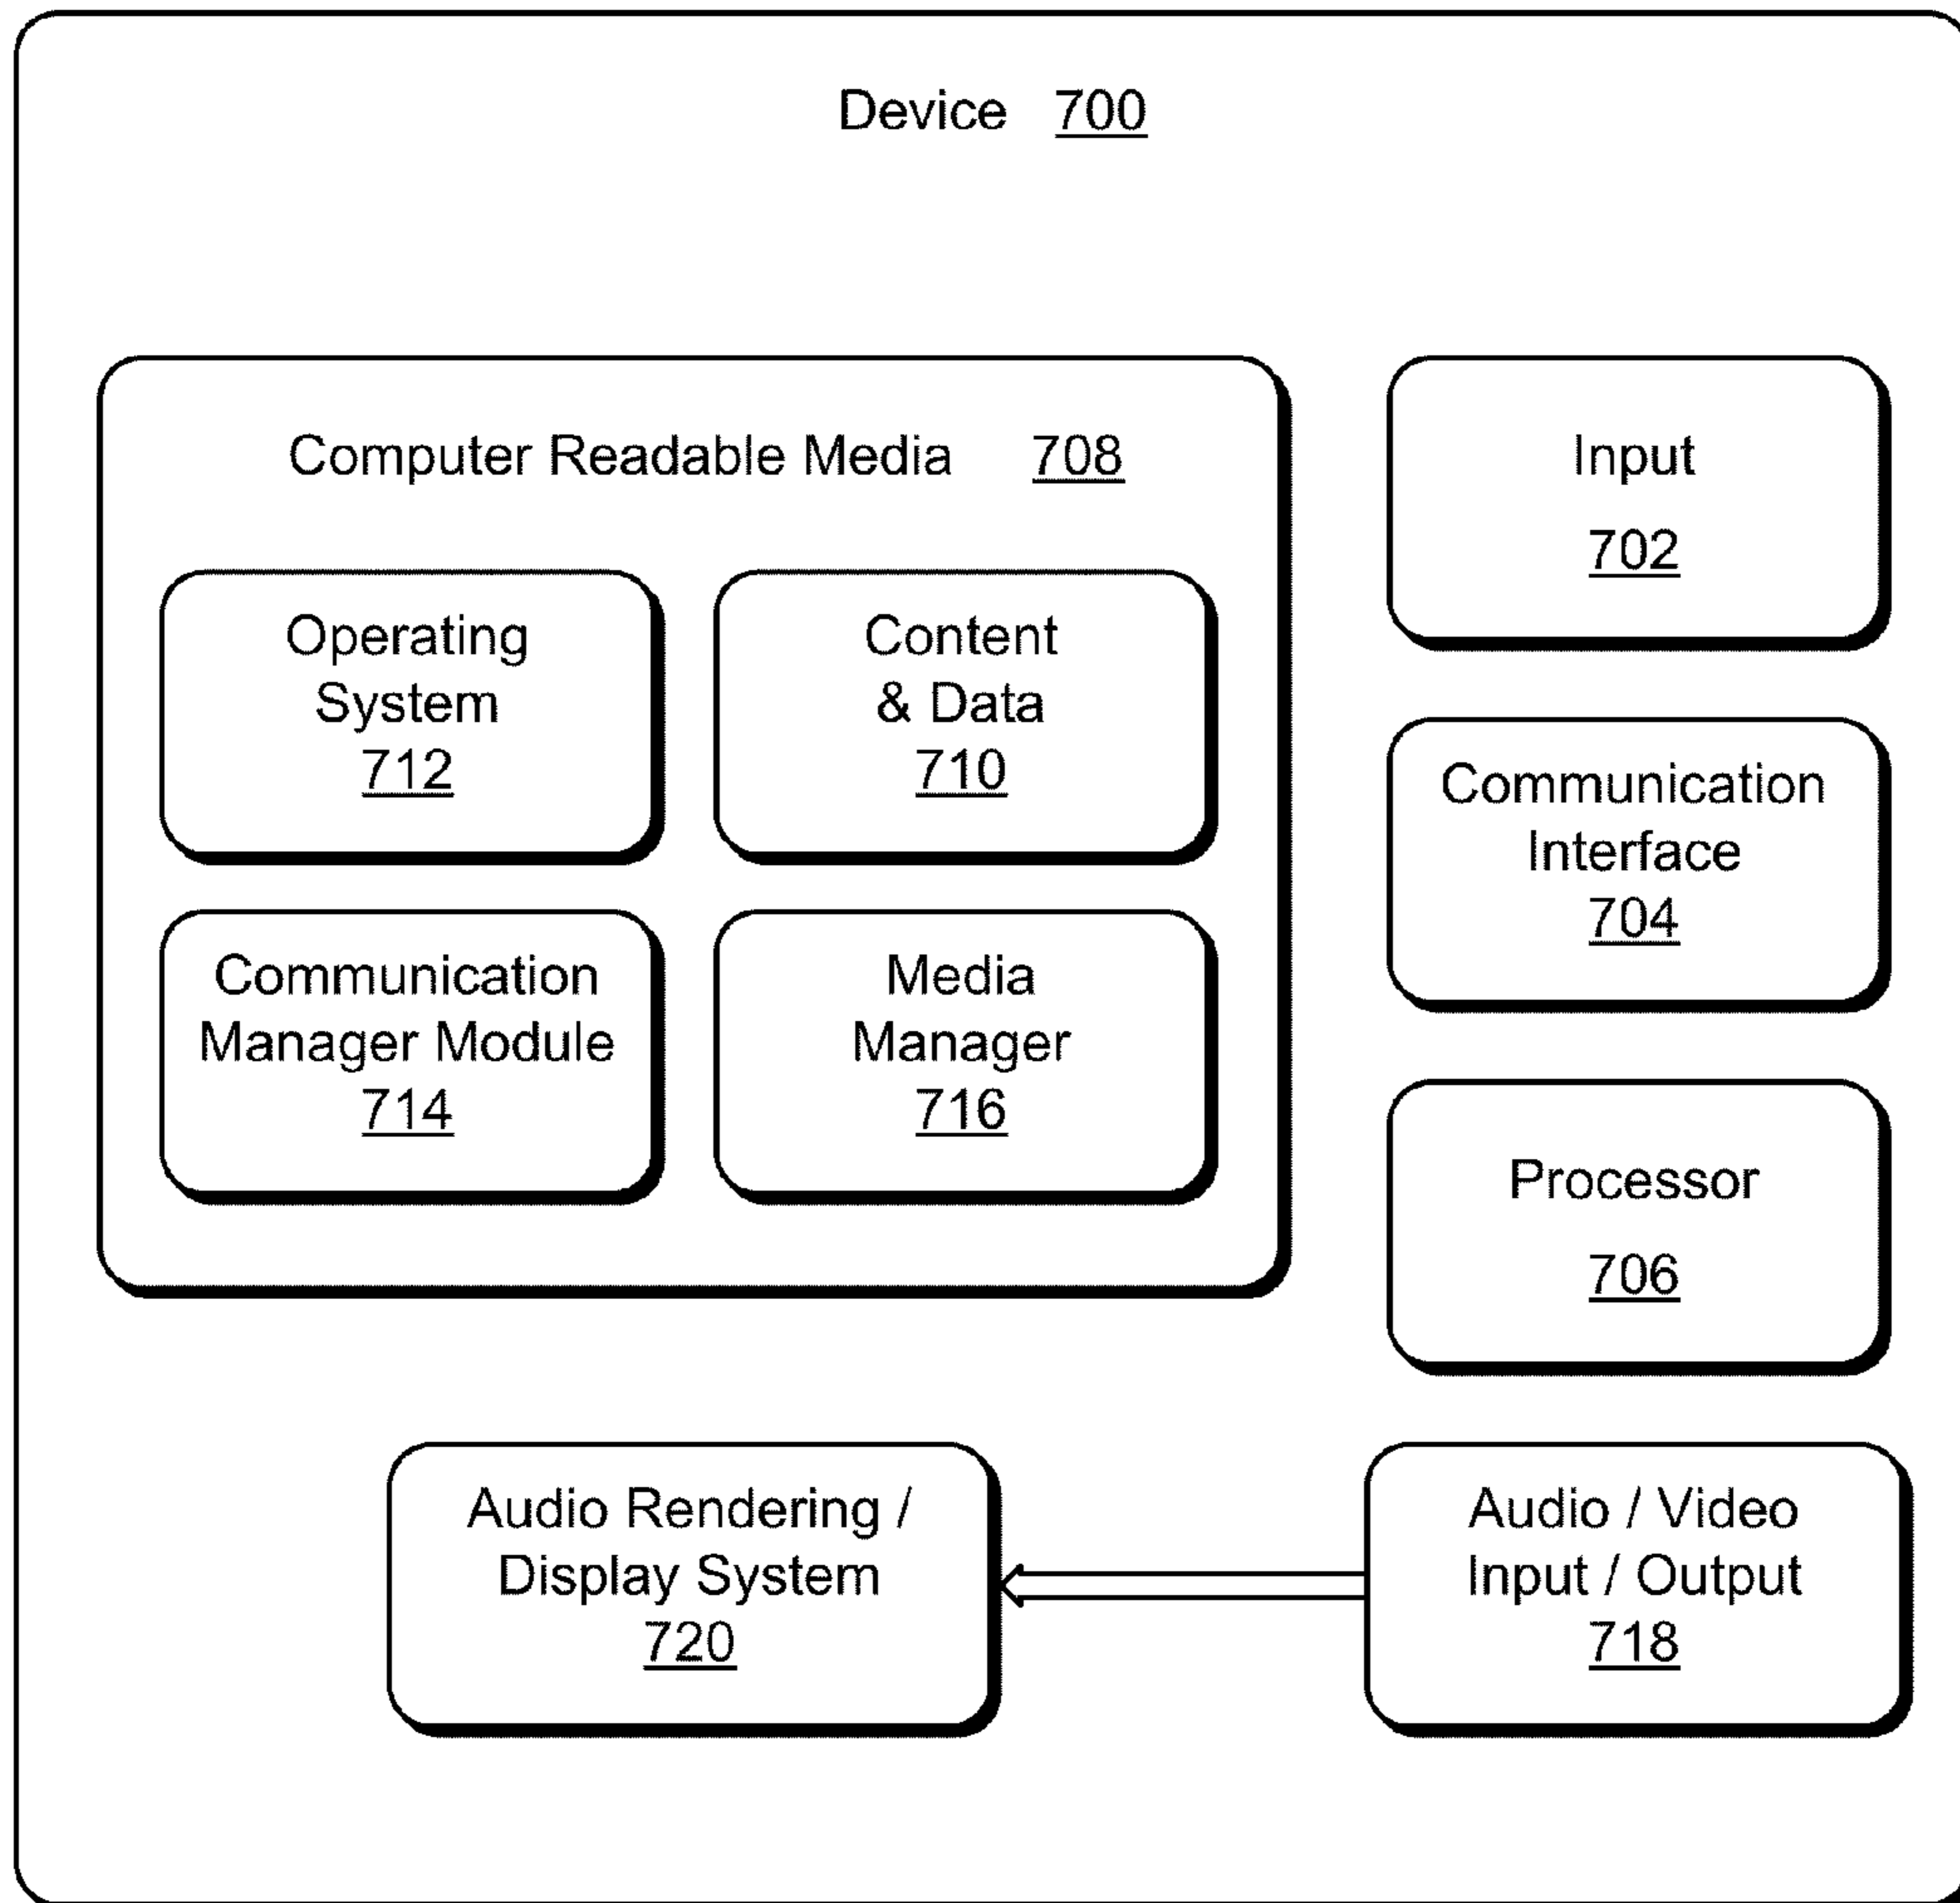 Device 700
Computer Readable Media 708
Operating
System
712
Content
& Data
710
Communication
Manager Module
714
Media
Manager
716
Input
702
Communication
Interface
704
Processor
706
Audio Rendering /
Display System
720
Audio / Video
Input / Output
718